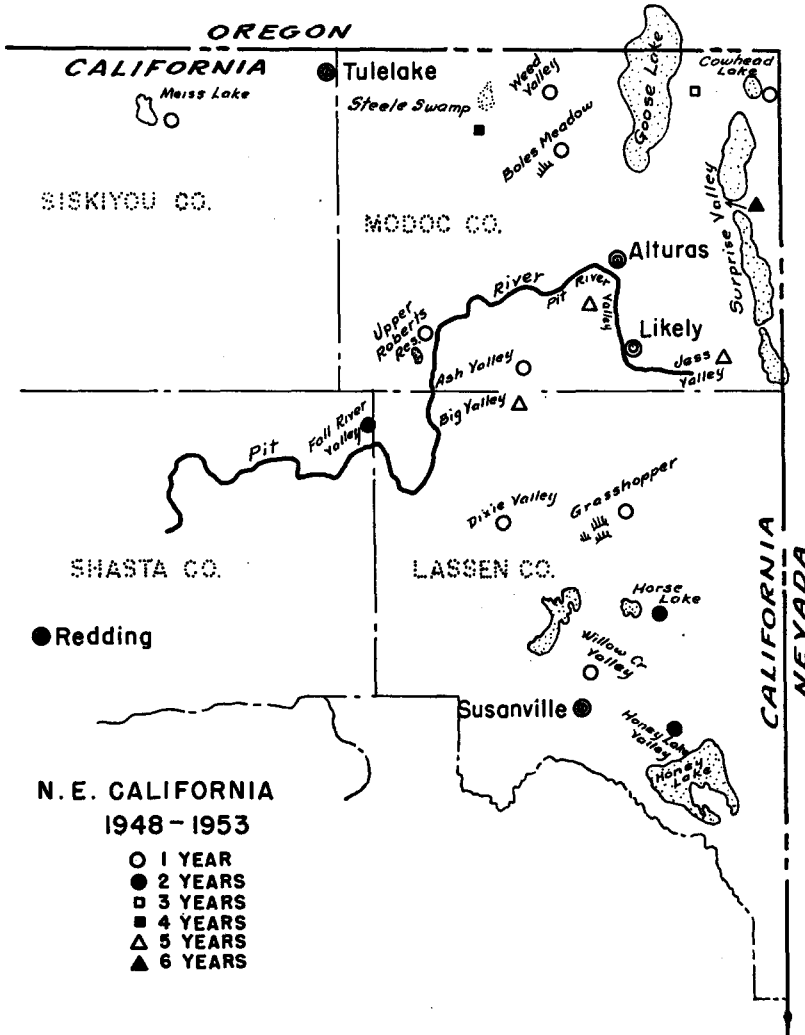 OREGON
CALIFORNIA
Tulelake
Meiss Lake
Steele Swamp
Weed
Valley
Goose Lake
Cowhead
Lake
Boles Meadow
SISKIYOU CO.
MODOC CO.
Surprise Valley
Alturas
River
Pit River
Valley
Upper
Roberts
Res.
Likely
Ash Valley
Jess
Valley
Big Valley
Fall River
Valley
Pit
Dixie Valley
Grasshopper
SHASTA CO.
LASSEN CO.
Horse
Lake
Redding
Willow Cr
Valley
CALIFORNIA
NEVADA
Susanville
Honey Lake
Valley
Honey
Lake
N. E. CALIFORNIA
1948-1953
1 YEAR
2 YEARS
3 YEARS
4 YEARS
5 YEARS
6 YEARS